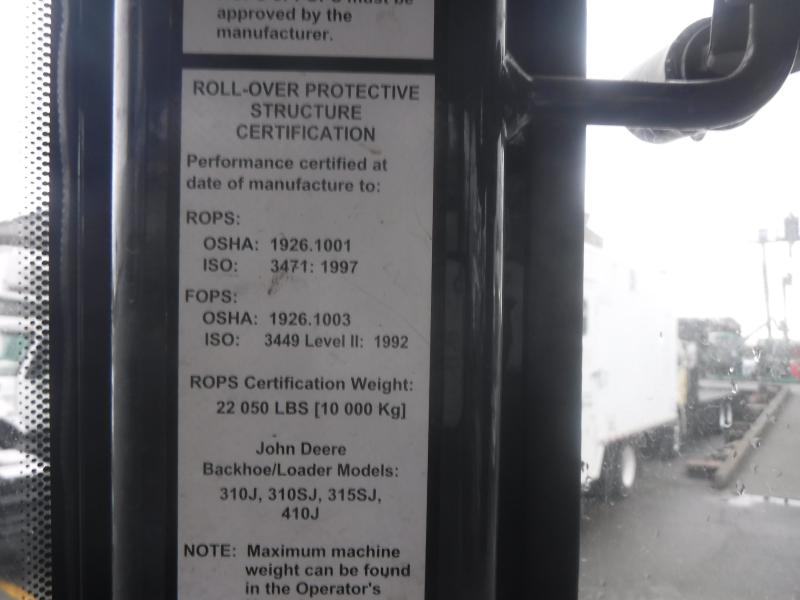 approved by the
manufacturer.
ROLL-OVER PROTECTIVE
STRUCTURE
CERTIFICATION
Performance certified at
date of manufacture to:
ROPS:
OSHA: 1926.1001
ISO: 3471: 1997
FOPS:
OSHA: 1926.1003
ISO: 3449 Level II: 1992
ROPS Certification Weight:
22 050 LBS [10 000 Kg]
John Deere
Backhoe/Loader Models:
310J, 310SJ, 315SJ,
410J
NOTE: Maximum machine
weight can be found
in the Operator's